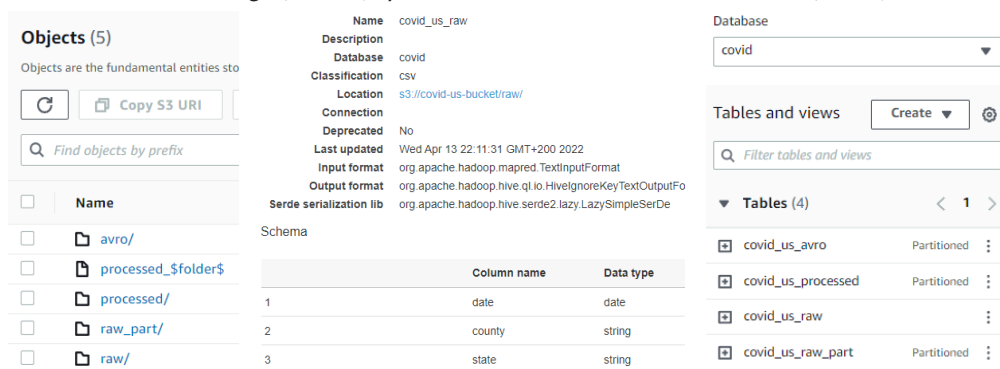 Objects (5)
Objects are the fundamental entities sto
Copy S3 URI
Find objects by prefix
Name
avro/
processed_$folder$
processed/
raw_part/
raw/
Name covid_us_raw
Description
Database covid
Classification csv
Location s3://covid-us-bucket/raw/
Connection
Deprecated No
Last updated Wed Apr 13 22:11:31 GMT+200 2022
Input format org.apache.hadoop.mapred.TextInputFormat
Output format org.apache.hadoop.hive.ql.io.HiveIgnoreKeyTextOutputFo
Serde serialization lib org.apache.hadoop.hive.serde2.lazy.LazySimpleSerDe
Schema
Column name Data type
1 date date
2 county string
3 state string
Database
covid
Tables and views Create
Filter tables and views
Tables (4) < 1 >
covid_us_avro Partitioned
covid_us_processed Partitioned
covid_us_raw
covid_us_raw_part Partitioned